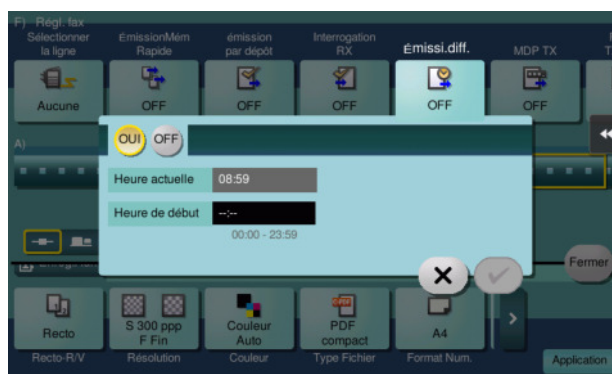 F) Régl. fax
Sélectionner la ligne
ÉmissionMém Rapide
émission par dépôt
Interrogation RX
Émissi.diff.
MDP TX
Aucune
OFF
OFF
OFF
OFF
OFF
A)
OUI
OFF
Heure actuelle
08:59
Heure de début
--:--
00:00 - 23:59
Fermer
Recto
S 300 ppp
F Fin
Couleur
Auto
PDF
compact
A4
Recto-R/V
Résolution
Couleur
Type Fichier
Format Num.
Application